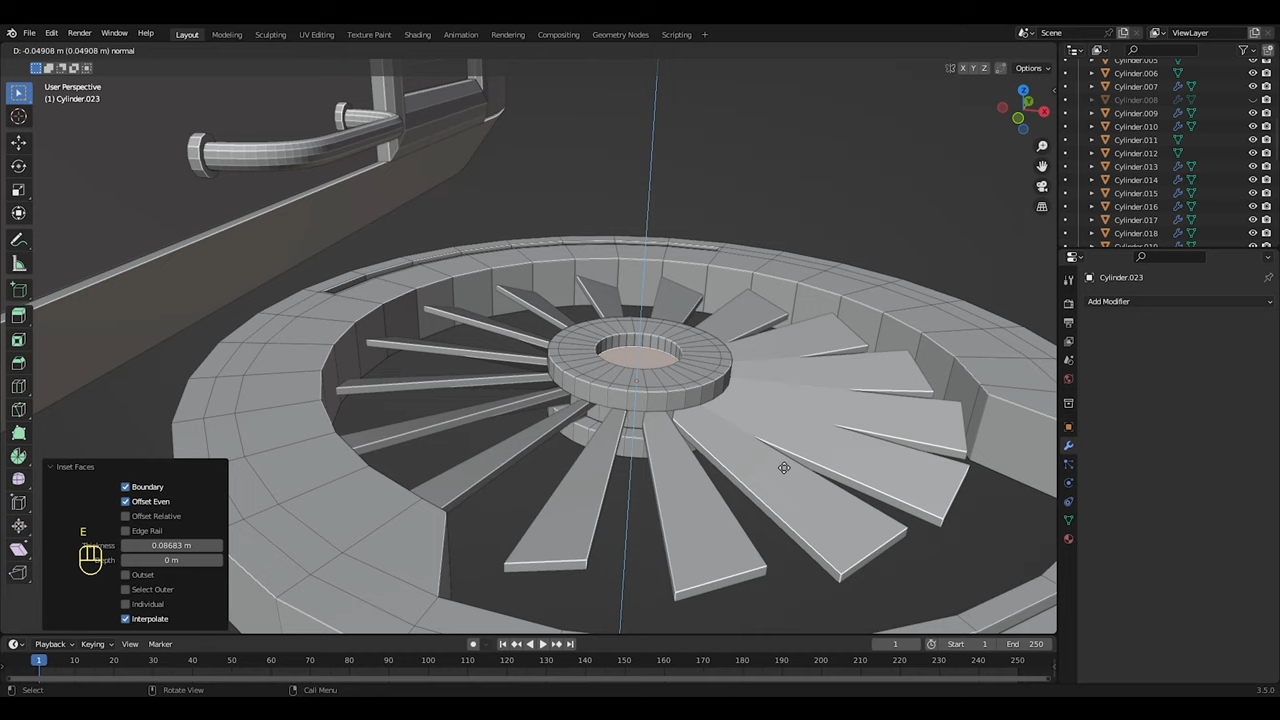 File Edit Render Window Help Layout Modeling Sculpting UV Editing Texture Paint Shading Animation Rendering Compositing Geometry Nodes Scripting Scene ViewLayer
D: -0.04908 m (0.04908 m) normal
X Y Z Options
User Perspective
(1) Cylinder.023
Z
Y
X
Cylinder.006
Cylinder.007
Cylinder.008
Cylinder.009
Cylinder.010
Cylinder.011
Cylinder.012
Cylinder.013
Cylinder.014
Cylinder.015
Cylinder.016
Cylinder.017
Cylinder.018
Cylinder.023
Add Modifier
Inset Faces
Boundary
Offset Even
Offset Relative
E
Edge Rail
0.08683 m
Depth 0 m
Outset
Select Outer
Individual
Interpolate
Playback Keying View Marker 1 Start 1 End 250
1 10 20 30 40 50 60 70 80 90 100 110 120 130 140 150 160 170 180 190 200 210 220 230 240 250
Select Rotate View Call Menu 3.5.0